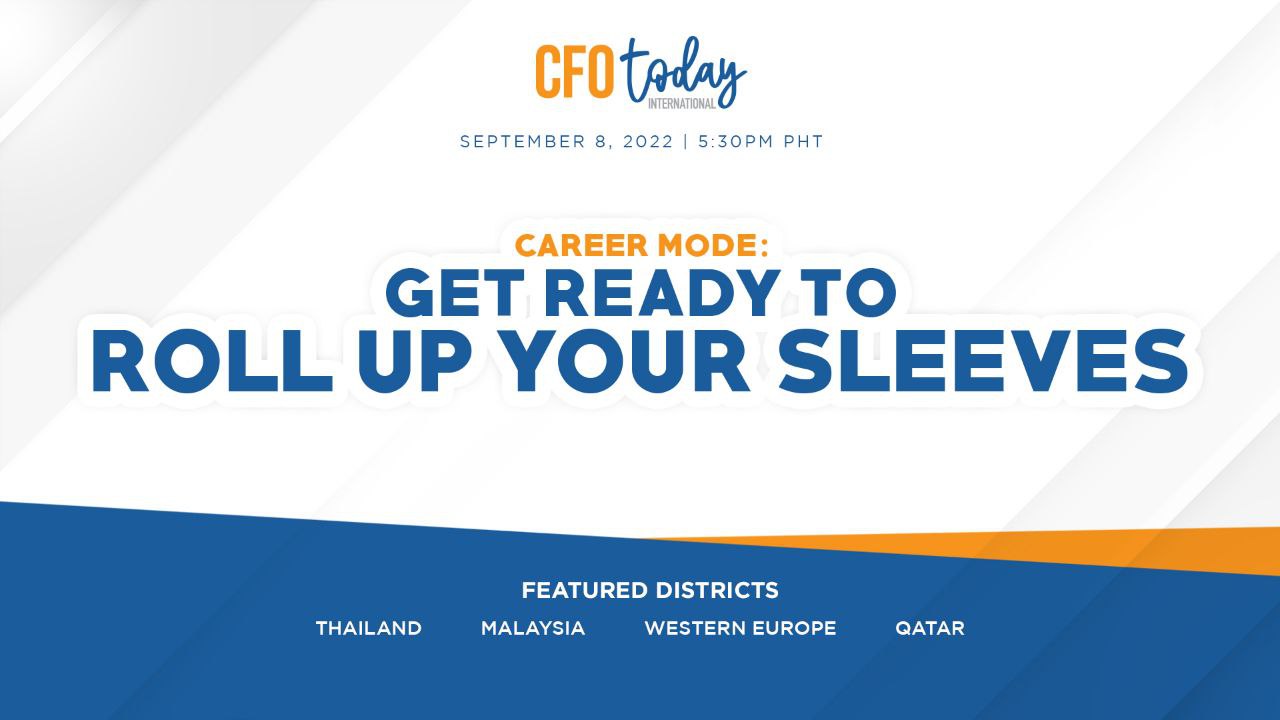 CFO today
INTERNATIONAL
SEPTEMBER 8, 2022 | 5:30PM PHT
CAREER MODE:
GET READY TO
ROLL UP YOUR SLEEVES
FEATURED DISTRICTS
THAILAND MALAYSIA WESTERN EUROPE QATAR